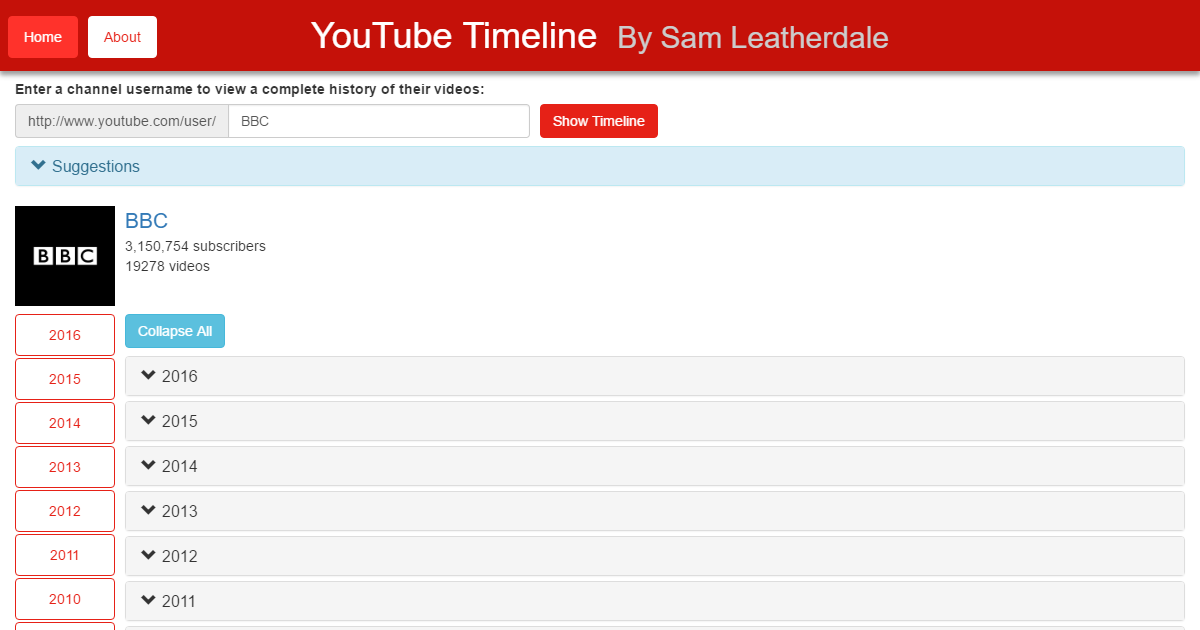 Home
About
YouTube Timeline By Sam Leatherdale
Enter a channel username to view a complete history of their videos:
http://www.youtube.com/user/ BBC
Show Timeline
Suggestions
BBC
BBC
3,150,754 subscribers
19278 videos
2016
2015
2014
2013
2012
2011
2010
Collapse All
2016
2015
2014
2013
2012
2011